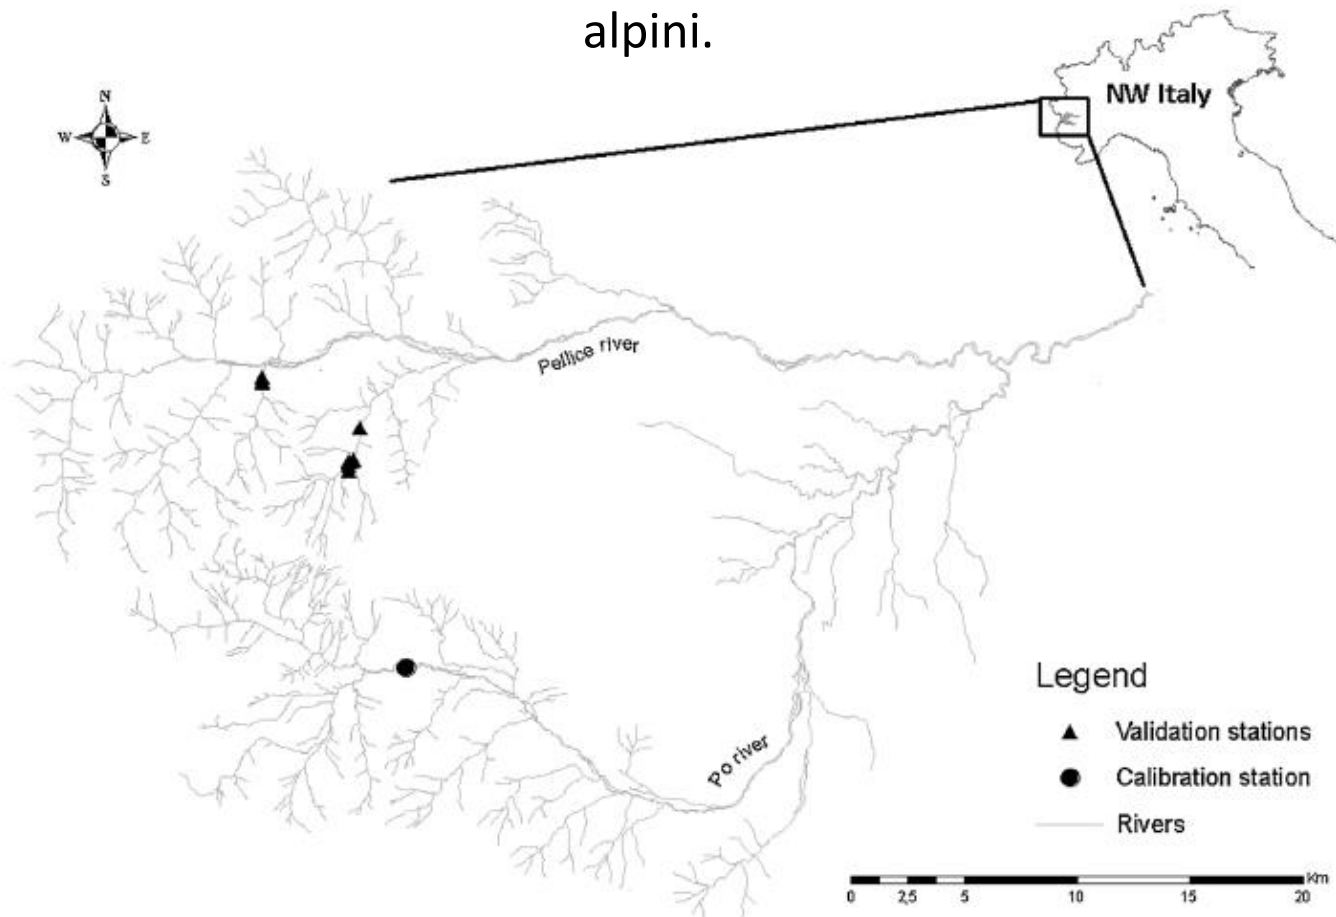 alpini.
NW Italy
N
W E
S
Pellice river
Po river
Legend
Validation stations
Calibration station
Rivers
Km
0 2,5 5 10 15 20